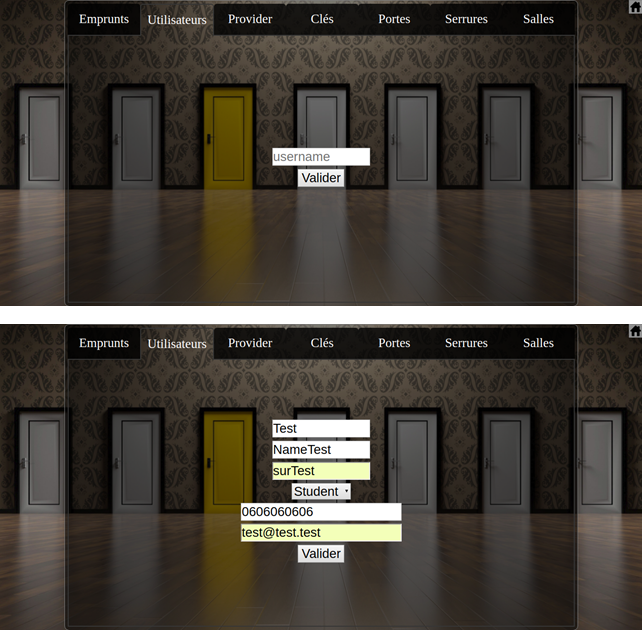 Emprunts Utilisateurs Provider Clés Portes Serrures Salles
username
Valider
Emprunts Utilisateurs Provider Clés Portes Serrures Salles
Test
NameTest
surTest
Student
0606060606
test@test.test
Valider